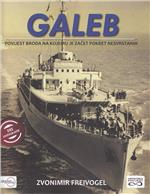 GALEB
POVIJEST BRODA NA KOJEMU JE ZAČET POKRET NESVRSTANIH
ZVONIMIR FREIVOGEL